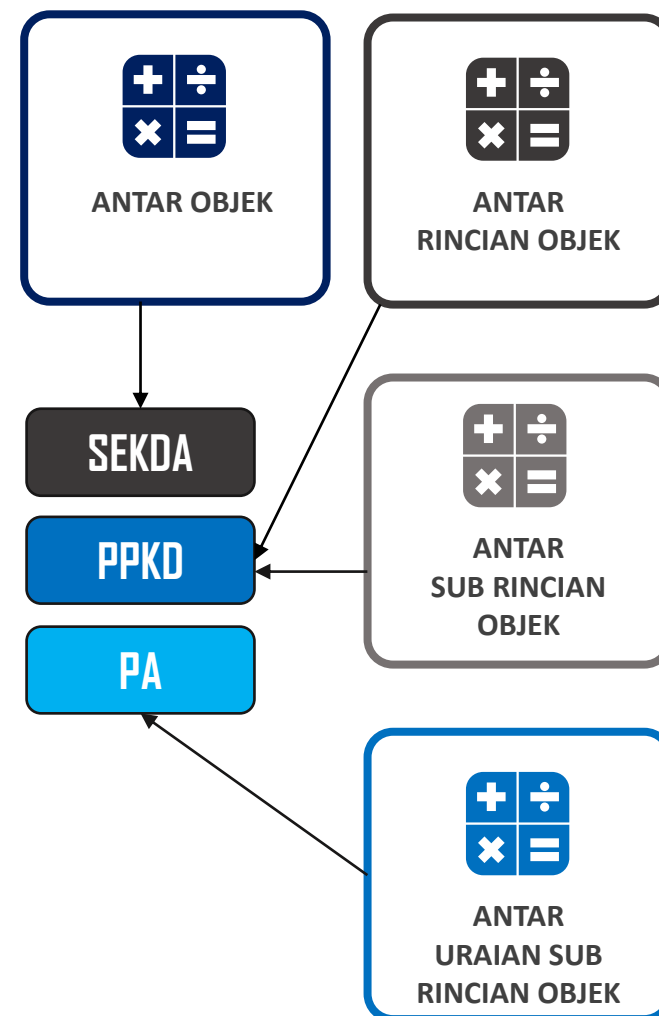 ANTAR OBJEK
ANTAR
RINCIAN OBJEK
SEKDA
PPKD
PA
ANTAR
SUB RINCIAN
OBJEK
ANTAR
URAIAN SUB
RINCIAN OBJEK